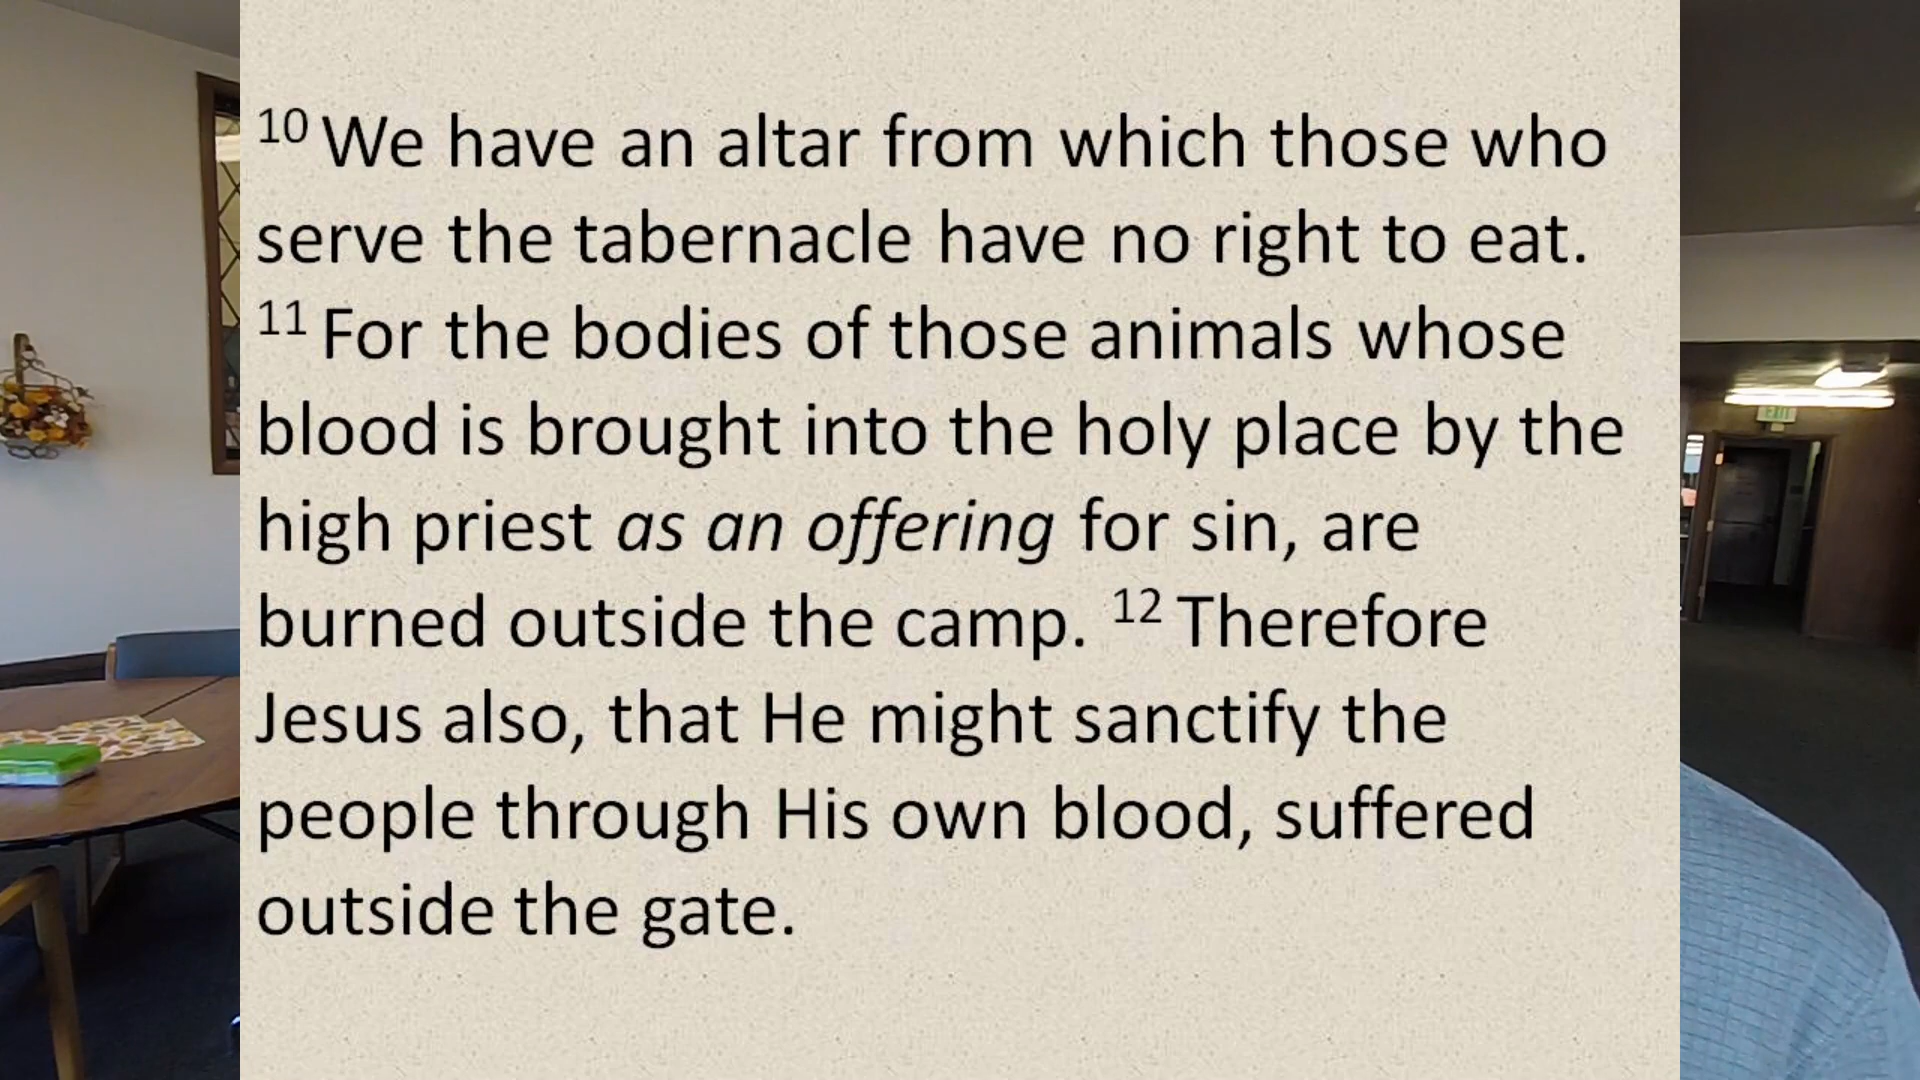 10 We have an altar from which those who
serve the tabernacle have no right to eat.
11 For the bodies of those animals whose
blood is brought into the holy place by the
high priest as an offering for sin, are
burned outside the camp. 12 Therefore
Jesus also, that He might sanctify the
people through His own blood, suffered
outside the gate.
EXIT